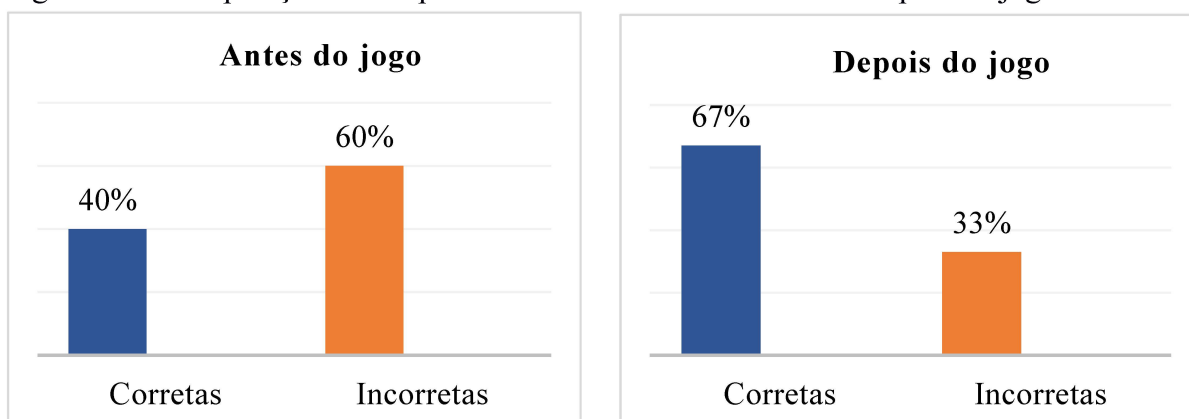 Antes do jogo
60%
40%
Corretas
Incorretas
Depois do jogo
67%
33%
Corretas
Incorretas